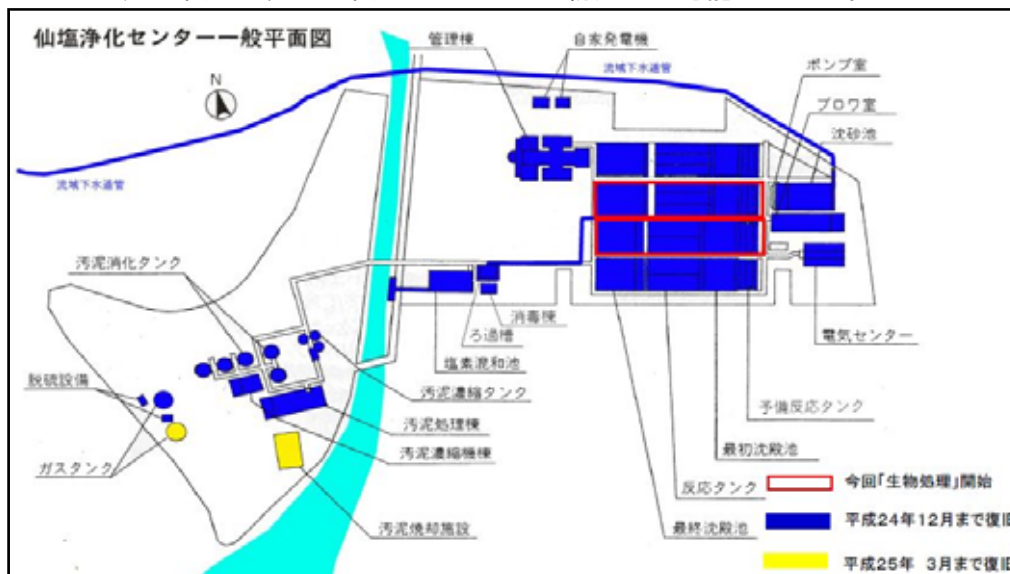 仙塩浄化センター一般平面図
N
管理棟
自家発電機
流域下水道管
ポンプ室
ブロワ室
沈砂池
流域下水道管
汚泥消化タンク
消毒棟
ろ過槽
塩素混和池
電気センター
脱硫設備
汚泥濃縮タンク
予備反応タンク
汚泥処理棟
最初沈殿池
汚泥濃縮機棟
ガスタンク
反応タンク
最終沈殿池
汚泥焼却施設
今回「生物処理」開始
平成24年12月まで復旧
平成25年 3月まで復旧